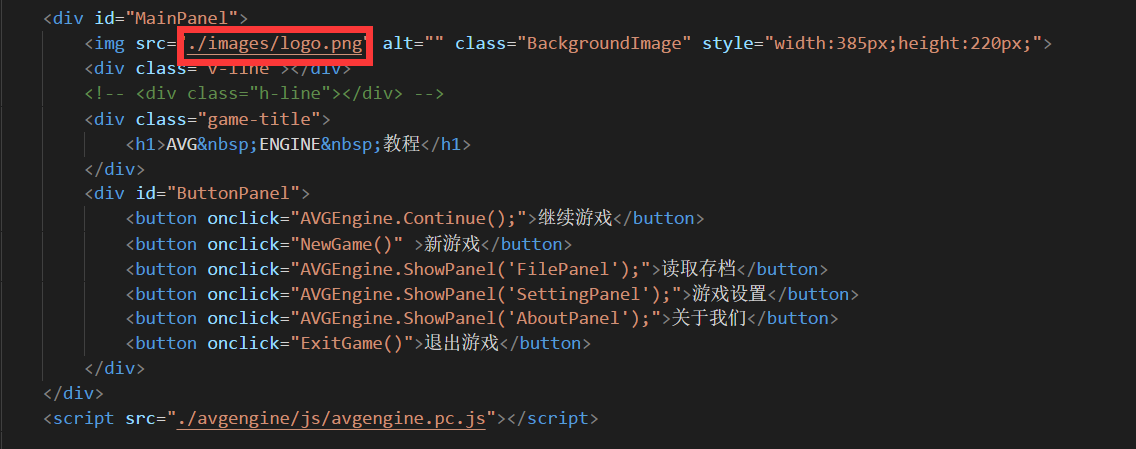 <div id="MainPanel">
<img src="./images/logo.png" alt="" class="BackgroundImage" style="width:385px;height:220px;">
<div class="v-line"></div>
<!-- <div class="h-line"></div> -->
<div class="game-title">
<h1>AVG&nbsp;ENGINE&nbsp;教程</h1>
</div>
<div id="ButtonPanel">
<button onclick="AVGEngine.Continue();">继续游戏</button>
<button onclick="NewGame()" >新游戏</button>
<button onclick="AVGEngine.ShowPanel('FilePanel');">读取存档</button>
<button onclick="AVGEngine.ShowPanel('SettingPanel');">游戏设置</button>
<button onclick="AVGEngine.ShowPanel('AboutPanel');">关于我们</button>
<button onclick="ExitGame()">退出游戏</button>
</div>
</div>
<script src="./avgengine/js/avgengine.pc.js"></script>